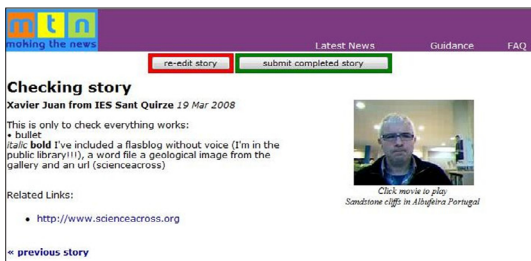 mtn
making the news
Latest News Guidance FAQ
re-edit story submit completed story
Checking story
Xavier Juan from IES Sant Quirze 19 Mar 2008
This is only to check everything works:
• bullet
italic bold I've included a flasblog without voice (I'm in the
public library!!!), a word file a geological image from the
gallery and an url (scienceacross)
Click movie to play
Sandstone cliffs in Albufeira Portugal
Related Links:
• http://www.scienceacross.org
« previous story